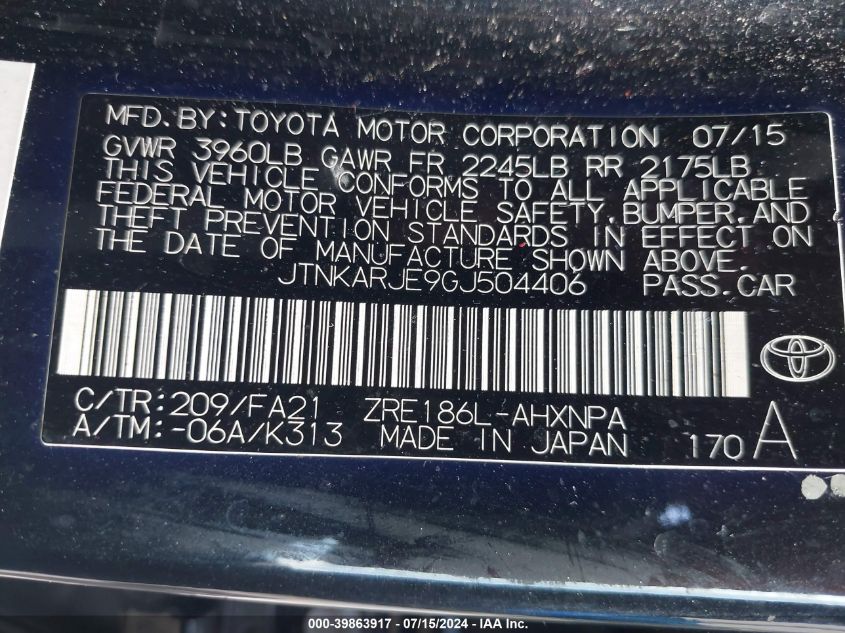 MFD. BY: TOYOTA MOTOR CORPORATION 07/15
GVWR 3960LB GAWR FR 2245LB RR 2175LB
THIS VEHICLE CONFORMS TO ALL APPLICABLE
FEDERAL MOTOR VEHICLE SAFETY, BUMPER, AND
THEFT PREVENTION STANDARDS IN EFFECT ON
THE DATE OF MANUFACTURE SHOWN ABOVE.
JTNKARJE9GJ504406 PASS.CAR
C/TR: 209/FA21 ZRE186L-AHXNPA
A/TM: -06A/K313 MADE IN JAPAN 170 A
000-39863917 - 07/15/2024 - IAA Inc.